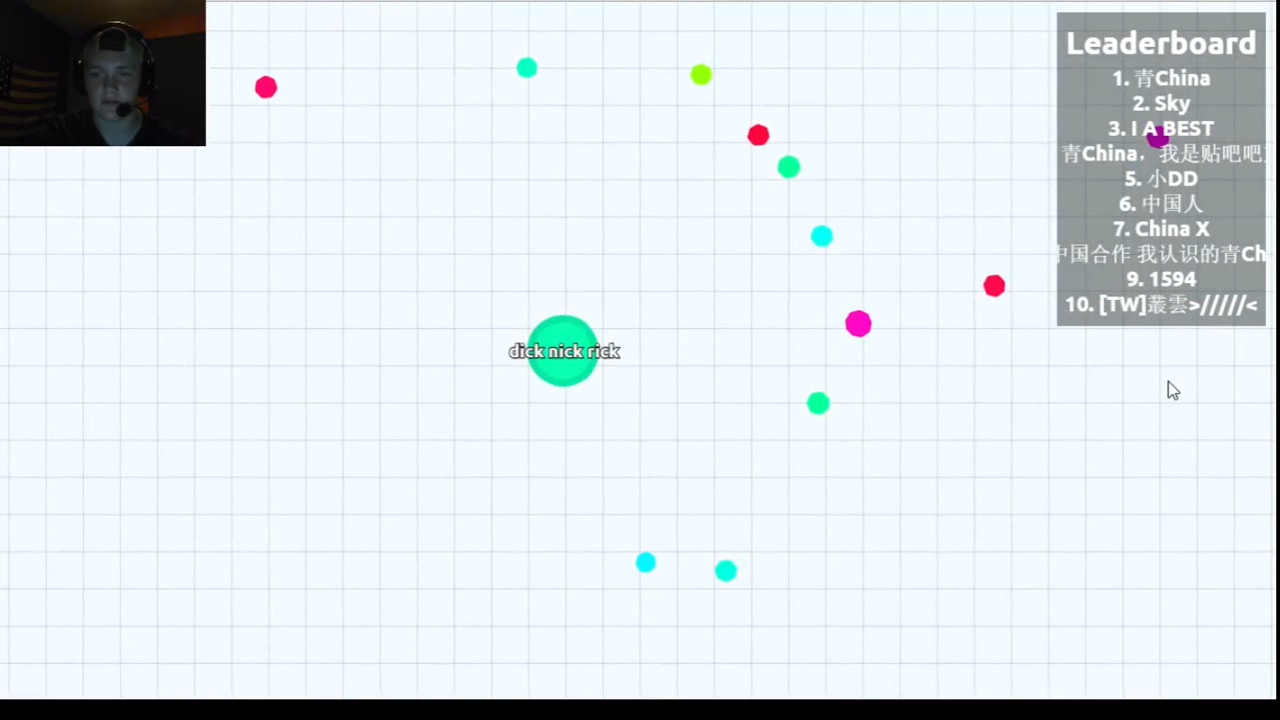 Leaderboard
1. 青China
2. Sky
3. I A BEST
青China，我是贴吧吧
5. 小DD
6. 中国人
7. China X
中国合作 我认识的青Ch
9. 1594
10. [TW]叢雲>/////<
dick nick rick